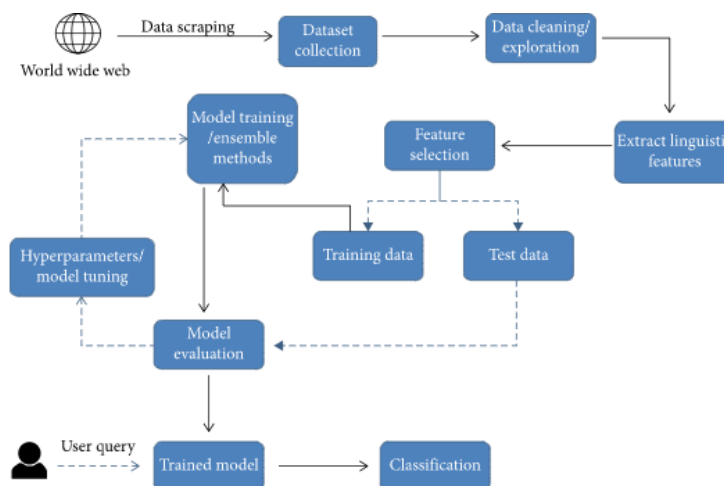 Data scraping
World wide web
Dataset
collection
Data cleaning/
exploration
Model training
/ensemble
methods
Feature
selection
Extract linguisti
features
Hyperparameters/
model tuning
Training data
Test data
Model
evaluation
User query
Trained model
Classification